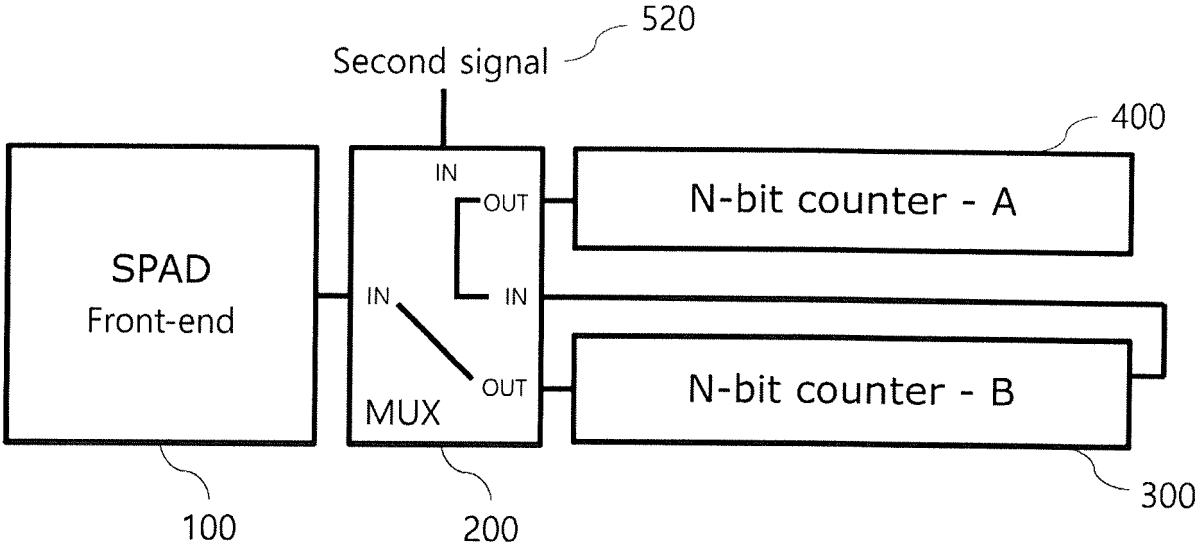 520
Second signal
400
IN
OUT
N-bit counter - A
SPAD
Front-end
IN
IN
OUT
N-bit counter - B
MUX
300
100
200